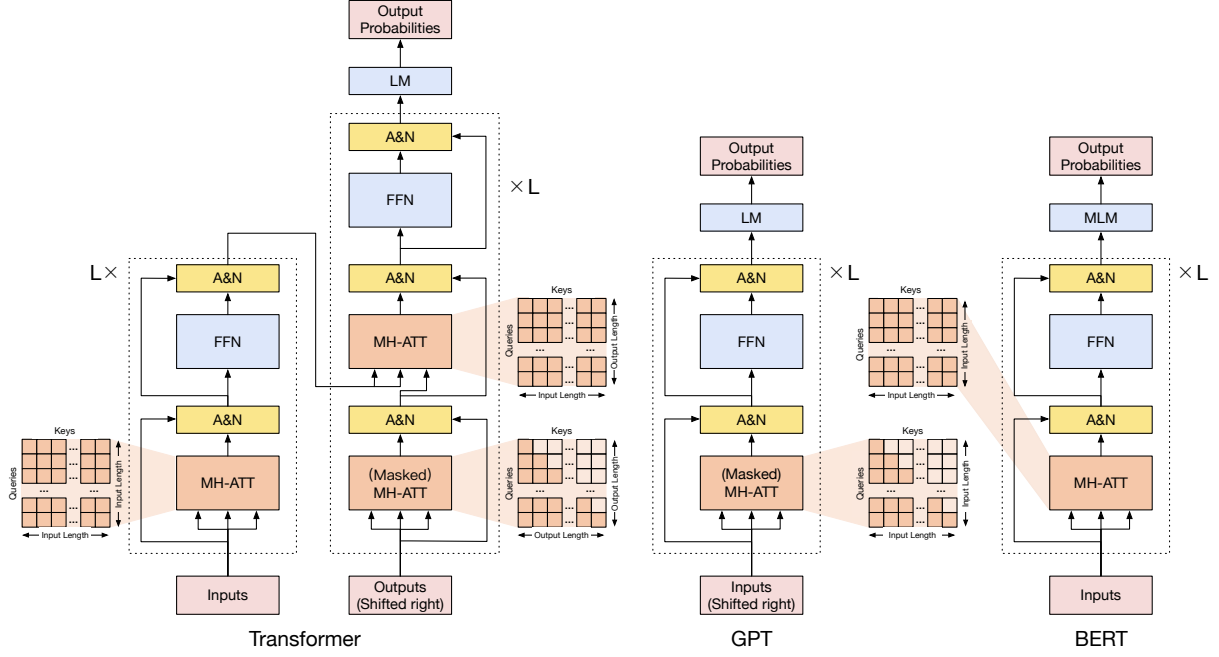 Output
Probabilities
LM
A&N
FFN
× L
A&N
MH-ATT
Keys
Queries
...
...
...
...
...
...
Output Length
Input Length
A&N
(Masked)
MH-ATT
Keys
Queries
...
...
...
...
...
...
Output Length
Output Length
Outputs
(Shifted right)
L ×
A&N
FFN
A&N
MH-ATT
Keys
Queries
...
...
...
...
...
...
Input Length
Input Length
Inputs
Transformer
Output
Probabilities
LM
× L
A&N
FFN
A&N
(Masked)
MH-ATT
Keys
Queries
...
...
...
...
...
...
Input Length
Input Length
Inputs
(Shifted right)
GPT
Output
Probabilities
MLM
× L
A&N
FFN
A&N
MH-ATT
Keys
Queries
...
...
...
...
...
...
Input Length
Input Length
Inputs
BERT